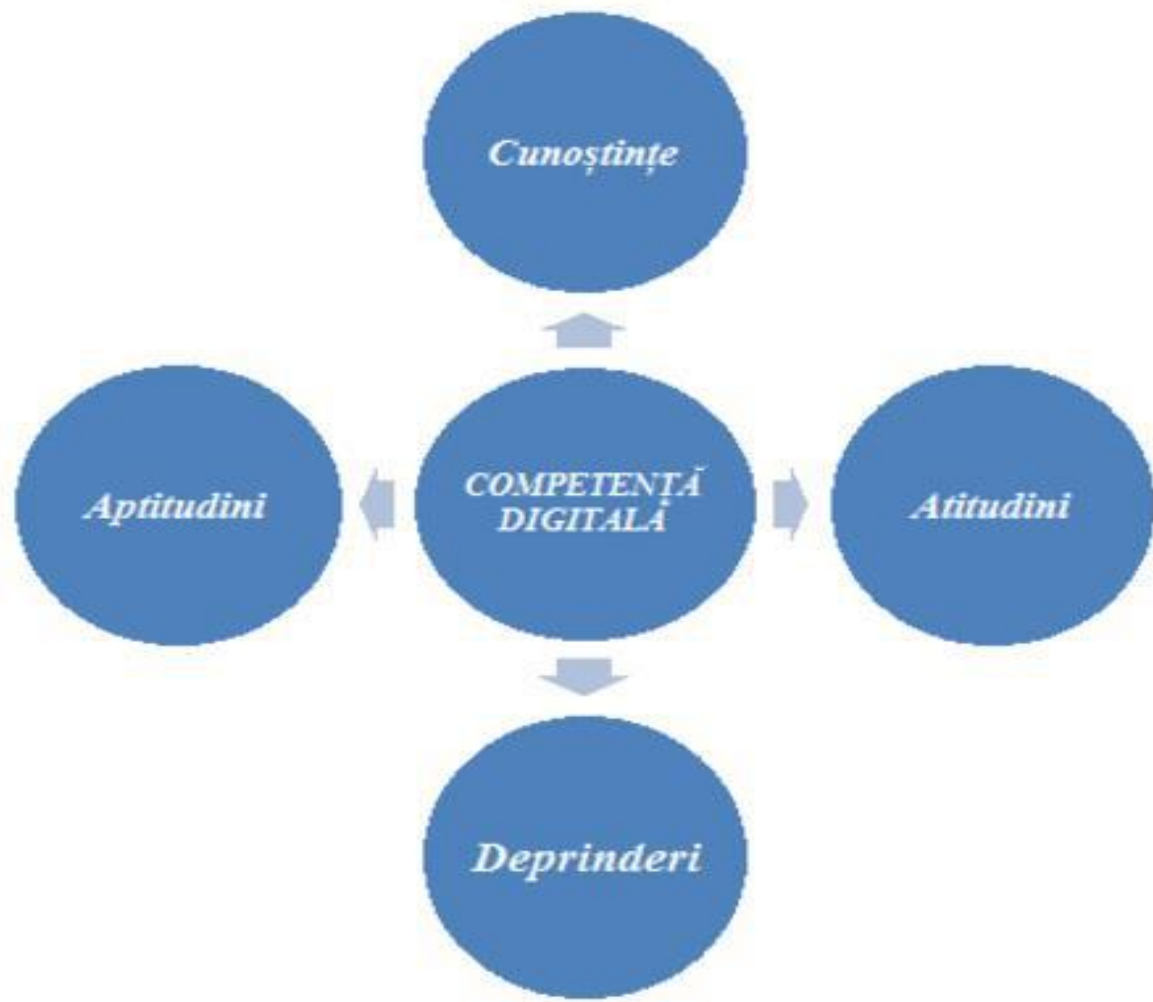 Cunoștințe
Aptitudini
COMPETENȚĂ
DIGITALĂ
Atitudini
Deprinderi